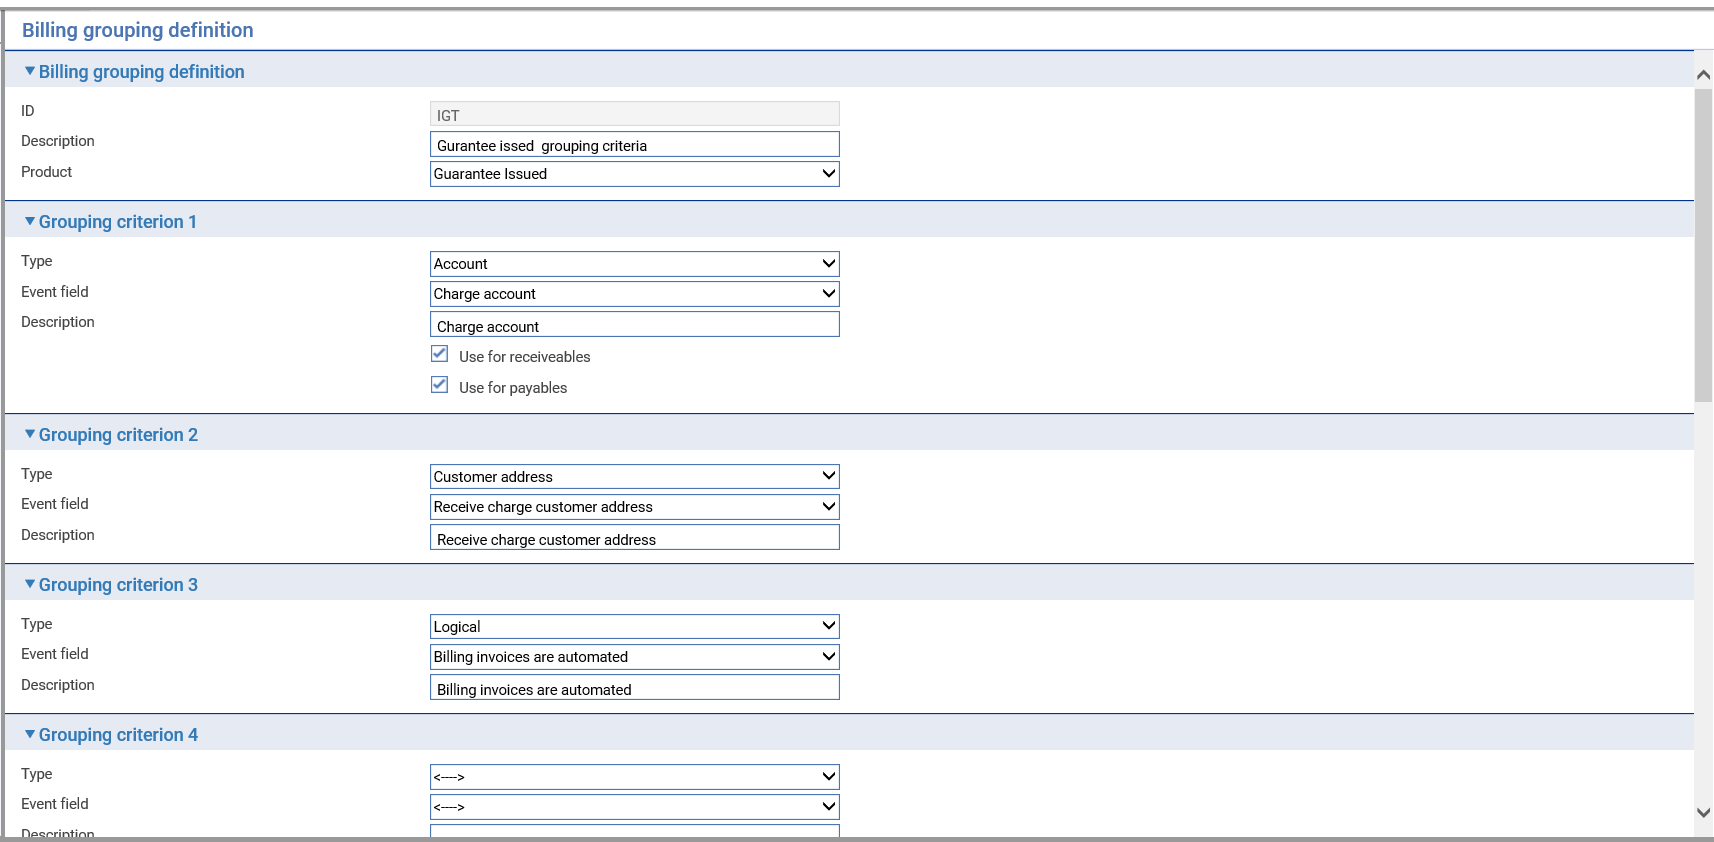 Billing grouping definition
Billing grouping definition
ID
IGT
Description
Gurantee issed  grouping criteria
Product
Guarantee Issued
Grouping criterion 1
Type
Account
Event field
Charge account
Description
Charge account
Use for receiveables
Use for payables
Grouping criterion 2
Type
Customer address
Event field
Receive charge customer address
Description
Receive charge customer address
Grouping criterion 3
Type
Logical
Event field
Billing invoices are automated
Description
Billing invoices are automated
Grouping criterion 4
Type
<---->
Event field
<---->
Description